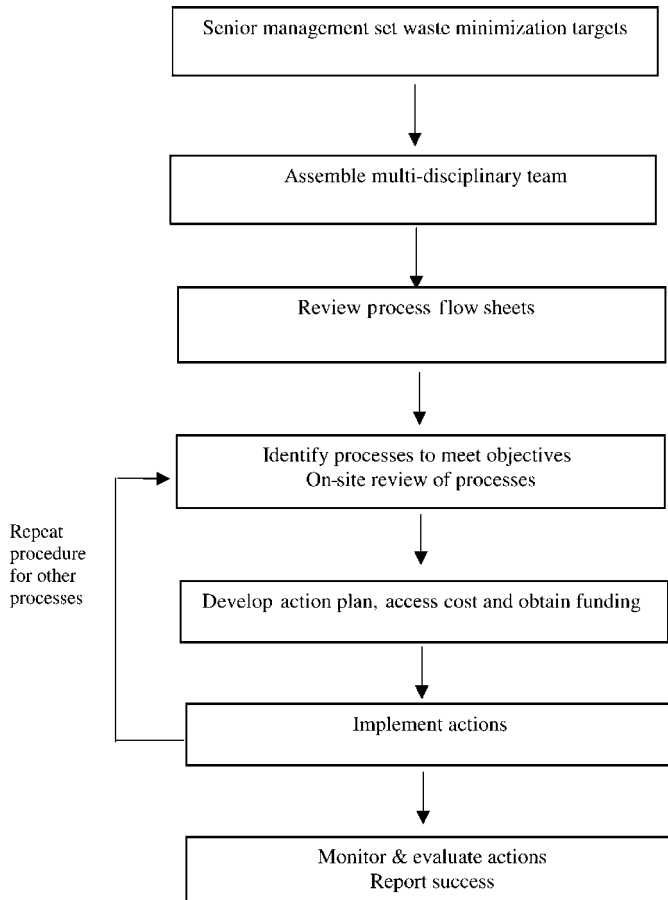 Senior management set waste minimization targets
Assemble multi-disciplinary team
Review process flow sheets
Identify processes to meet objectives
On-site review of processes
Repeat
procedure
for other
processes
Develop action plan, access cost and obtain funding
Implement actions
Monitor & evaluate actions
Report success